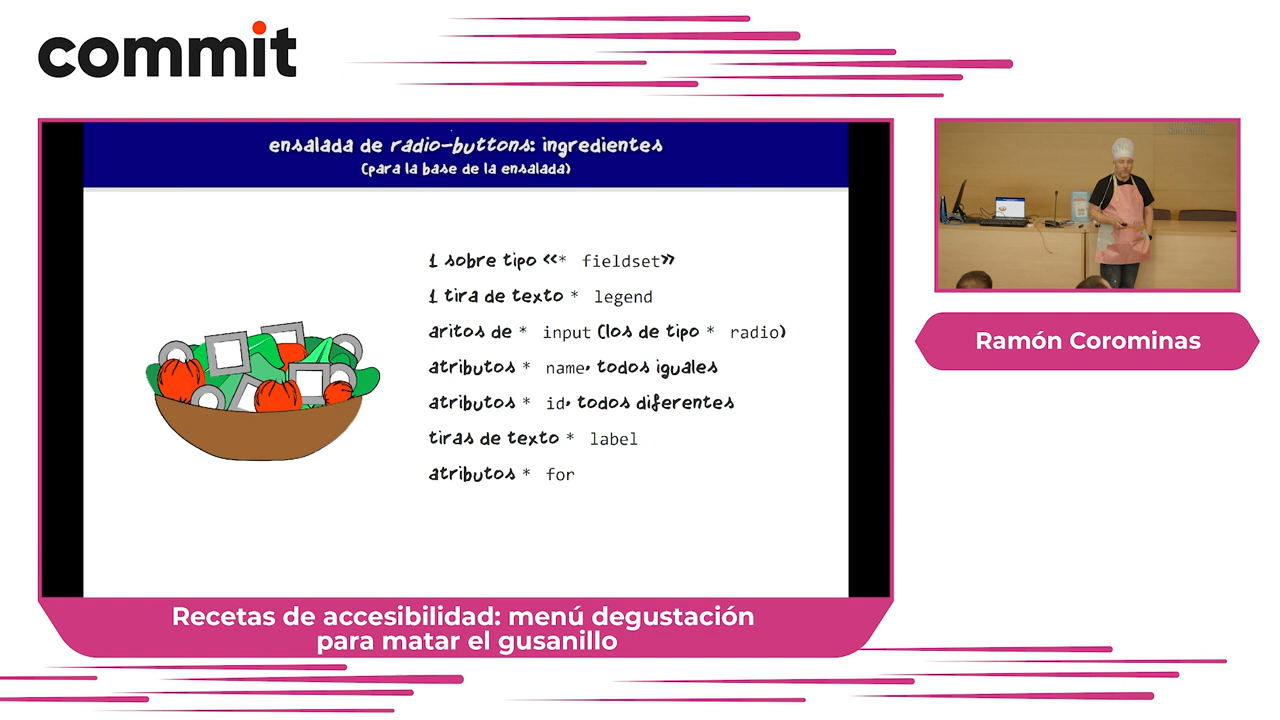 commit
ensalada de radio-buttons: ingredientes
(para la base de la ensalada)
1 sobre tipo «* fieldset»
1 tira de texto * legend
aritos de * input (los de tipo * radio)
atributos * name, todos iguales
atributos * id, todos diferentes
tiras de texto * label
atributos * for
Ramón Corominas
Recetas de accesibilidad: menú degustación
para matar el gusanillo